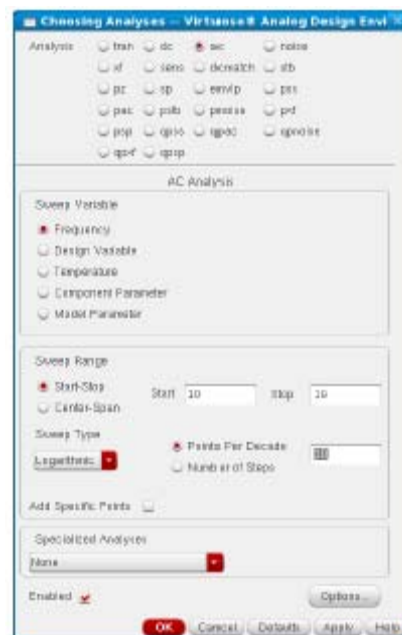 Choosing Analyses -- Virtuoso® Analog Design Envi
Analysis tran dc ac noise
xf sens dcmatch stb
pz sp envlp pss
pac pstb pnoise pxf
psp qpss qpac qpnoise
qpxf qpsp
AC Analysis
Sweep Variable
Frequency
Design Variable
Temperature
Component Parameter
Model Parameter
Sweep Range
Start-Stop Start 10 Stop
Center-Span
Sweep Type
Logarithmic Points Per Decade
Number of Steps
Add Specific Points
Specialized Analyses
None
Enabled Options...
OK Cancel Defaults Apply Help